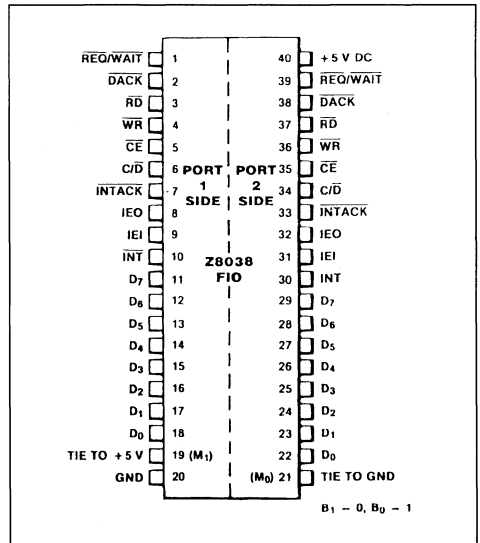 REQ/WAIT 1 40 + 5 V DC
DACK 2 39 REQ/WAIT
RD 3 38 DACK
WR 4 37 RD
CE 5 36 WR
C/D 6 PORT PORT 35 CE
INTACK 7 1 2 34 C/D
SIDE SIDE 33 INTACK
IEO 8 32 IEO
IEI 9 31 IEI
INT 10 Z8038 30 INT
FIO
D₇ 11 29 D₇
D₆ 12 28 D₆
D₅ 13 27 D₅
D₄ 14 26 D₄
D₃ 15 25 D₃
D₂ 16 24 D₂
D₁ 17 23 D₁
D₀ 18 22 D₀
TIE TO +5 V 19 (M₁)
GND 20 (M₀) 21 TIE TO GND
B₁ – 0, B₀ – 1